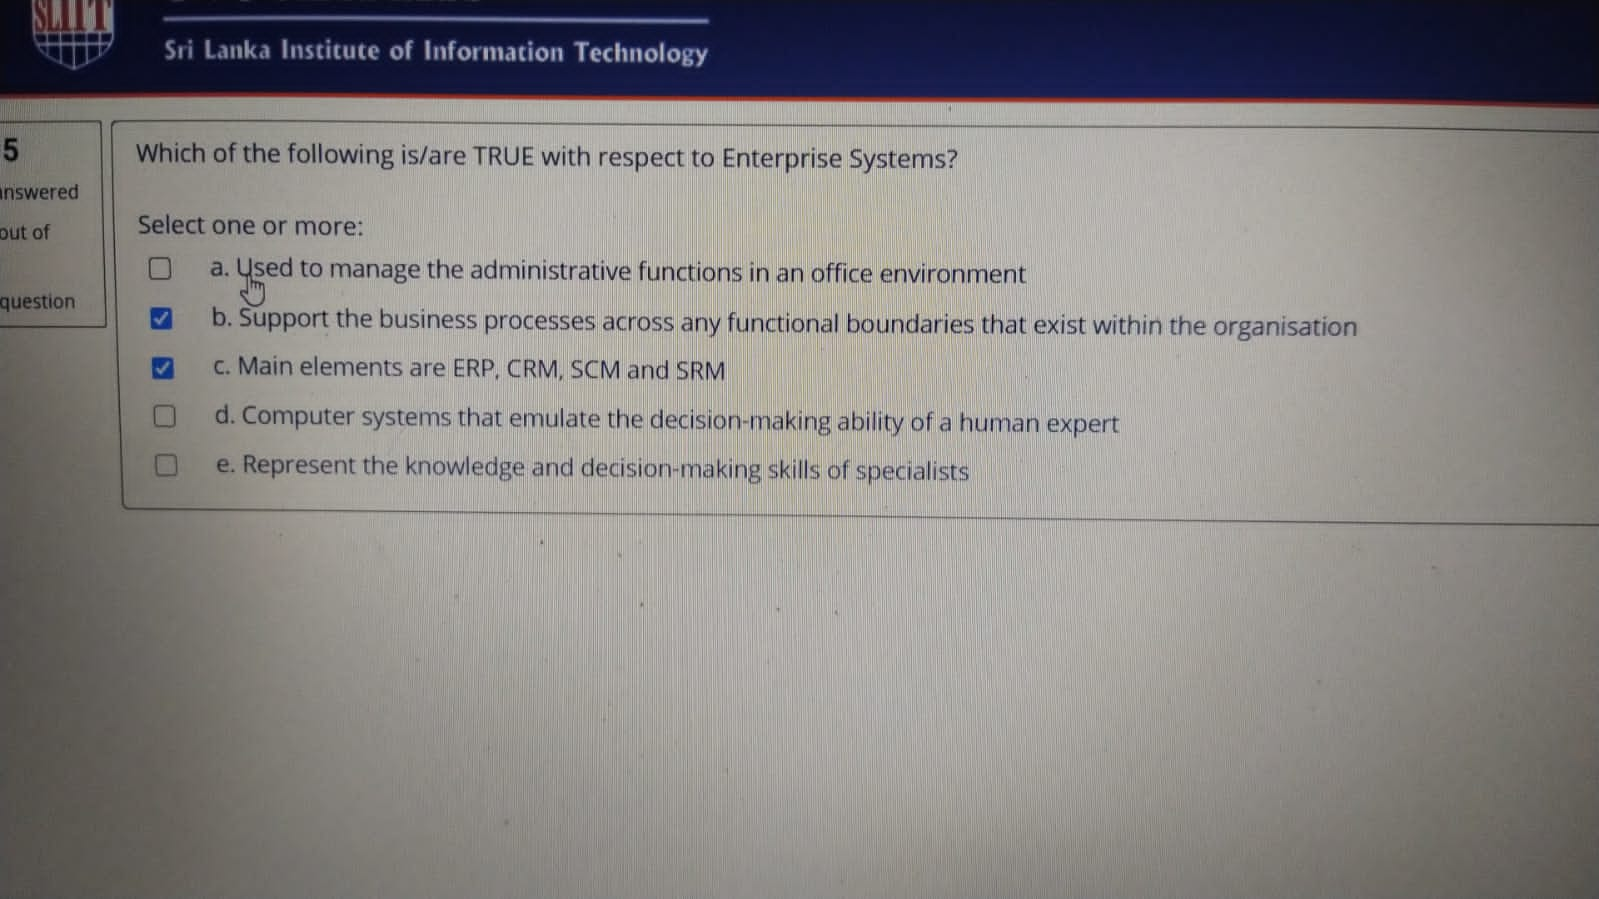 SLIIT
Sri Lanka Institute of Information Technology
5
answered
out of
question
Which of the following is/are TRUE with respect to Enterprise Systems?
Select one or more:
a. Used to manage the administrative functions in an office environment
b. Support the business processes across any functional boundaries that exist within the organisation
c. Main elements are ERP, CRM, SCM and SRM
d. Computer systems that emulate the decision-making ability of a human expert
e. Represent the knowledge and decision-making skills of specialists